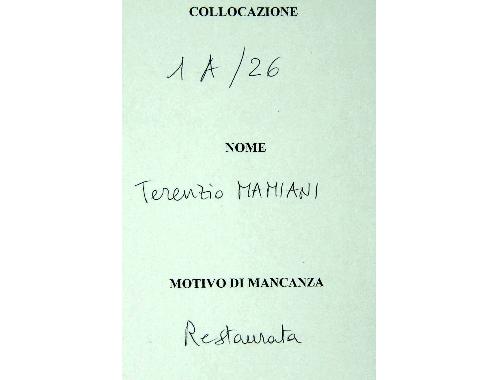 COLLOCAZIONE
1 A/26
NOME
Terenzio MAMIANI
MOTIVO DI MANCANZA
Restaurata